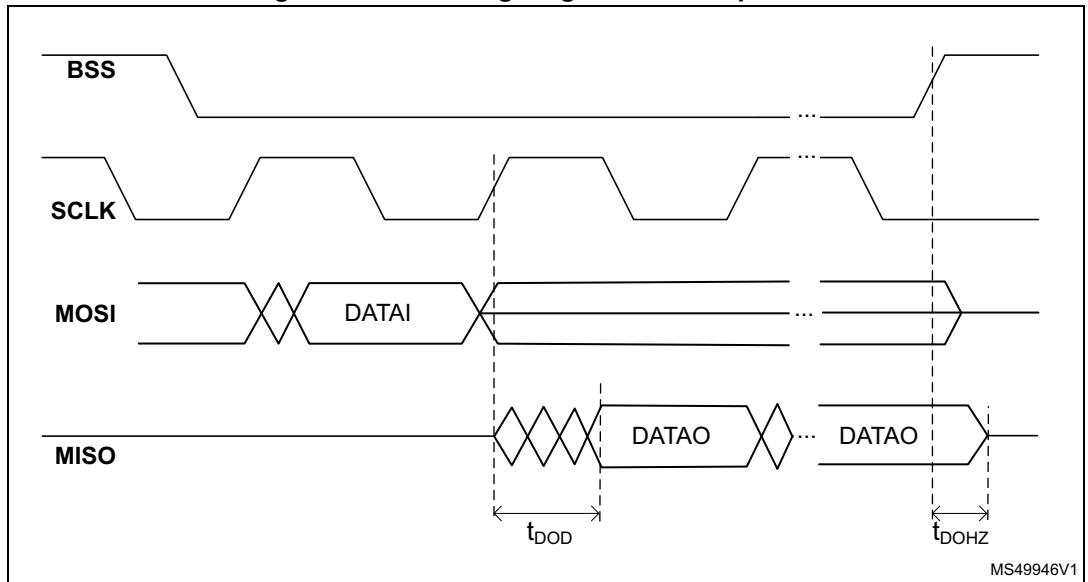 BSS
...
SCLK
...
MOSI
DATAI
...
MISO
DATAO
...
DATAO
tDOD
tDOHZ
MS49946V1